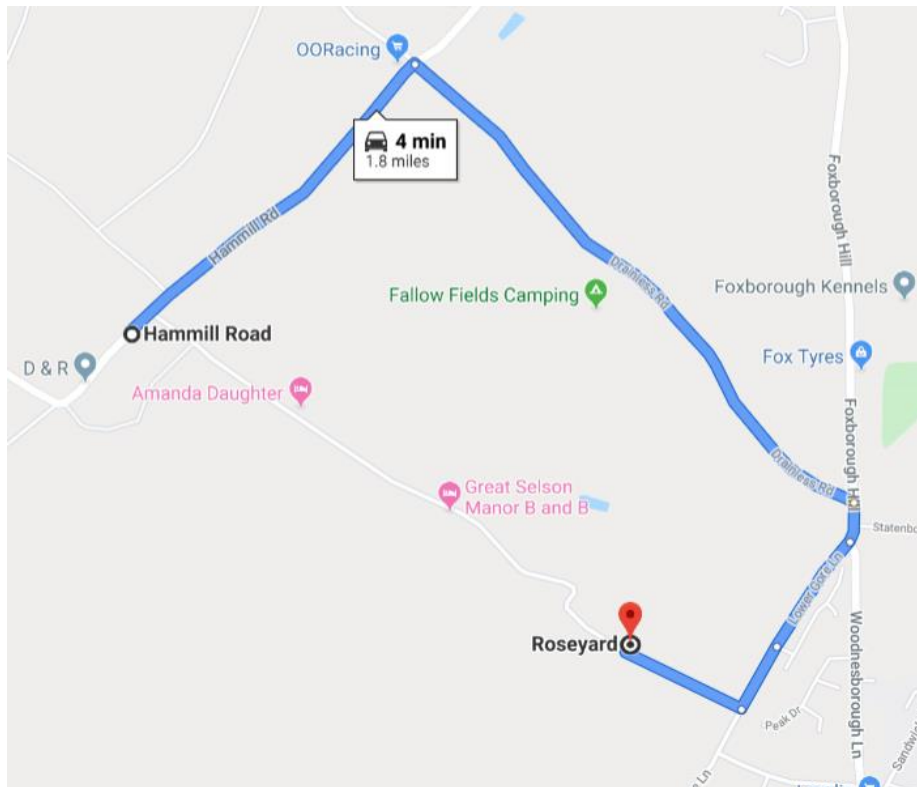 OORacing
4 min
1.8 miles
Hammill Rd
Foxborough Hill
Drainless Rd
Foxborough Kennels
Fallow Fields Camping
Hammill Road
D & R
Fox Tyres
Amanda Daughter
Foxborough Hill
Drainless Rd
Great Selson
Manor B and B
Lower Gore Ln
Woodnesborough Ln
Roseyard
Peak Dr
Ln